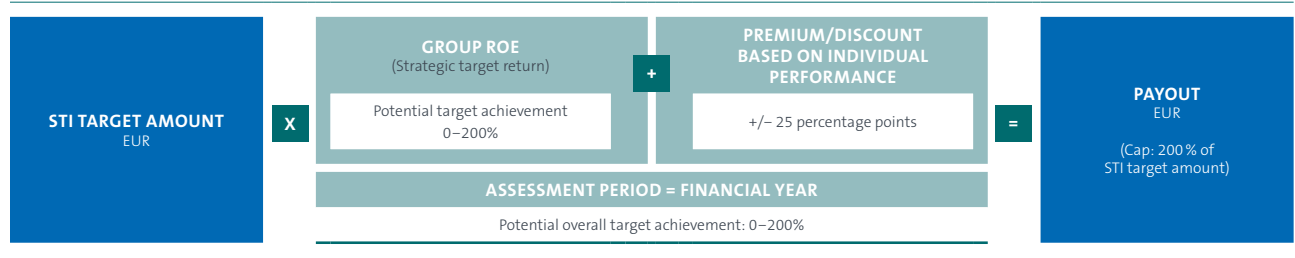 STI TARGET AMOUNT
EUR
X
GROUP ROE
(Strategic target return)
Potential target achievement
0–200%
+
PREMIUM/DISCOUNT
BASED ON INDIVIDUAL
PERFORMANCE
+/– 25 percentage points
ASSESSMENT PERIOD = FINANCIAL YEAR
Potential overall target achievement: 0–200%
=
PAYOUT
EUR
(Cap: 200 % of
STI target amount)